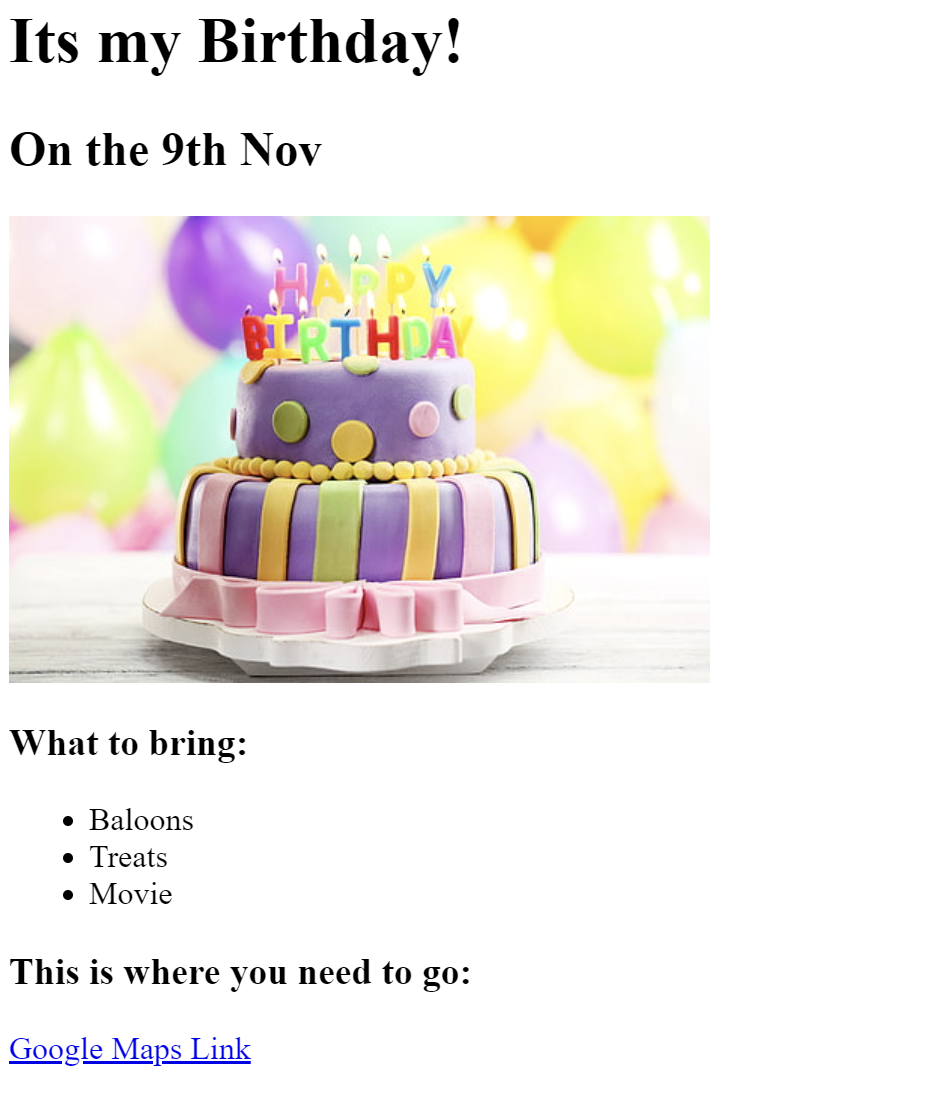 Its my Birthday!
On the 9th Nov
HAPPY
BIRTHDAY
What to bring:
Baloons
Treats
Movie
This is where you need to go:
Google Maps Link